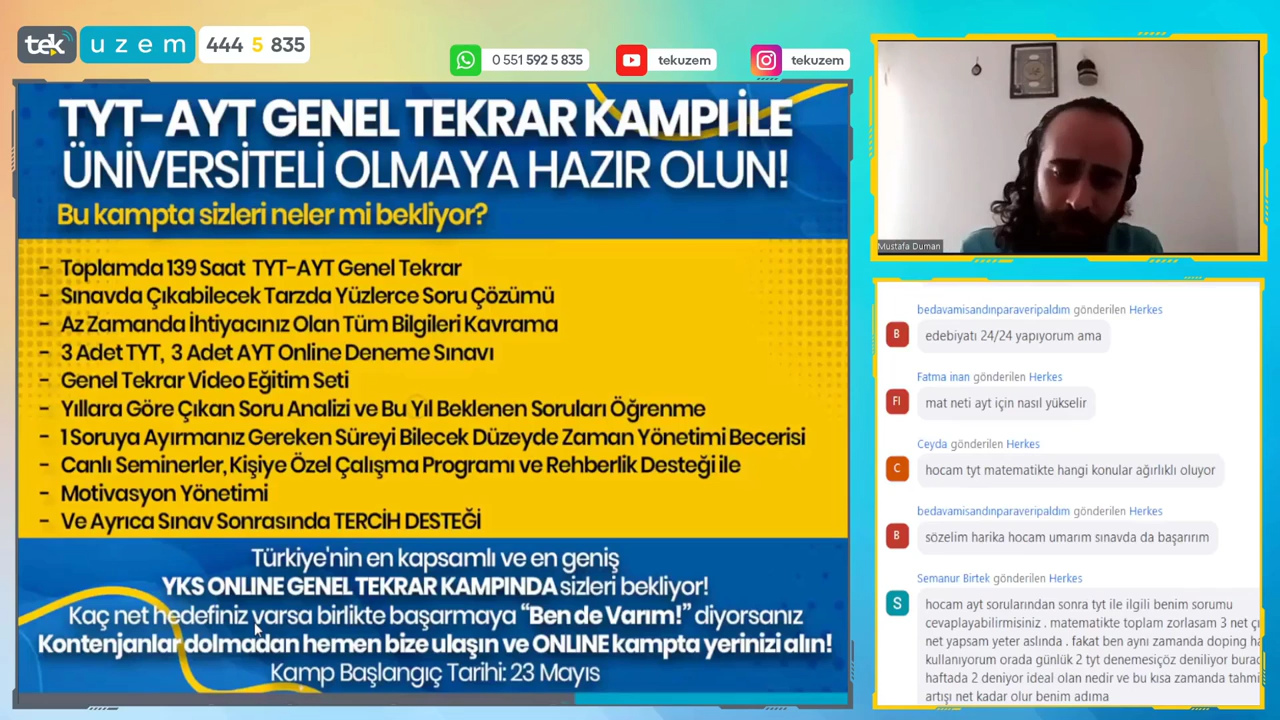 tek
uzem
444 5 835
0 551 592 5 835
tekuzem
tekuzem
TYT-AYT GENEL TEKRAR KAMPI İLE
ÜNİVERSİTELİ OLMAYA HAZIR OLUN!
Bu kampta sizleri neler mi bekliyor?
- Toplamda 139 Saat TYT-AYT Genel Tekrar
- Sınavda Çıkabilecek Tarzda Yüzlerce Soru Çözümü
- Az Zamanda İhtiyacınız Olan Tüm Bilgileri Kavrama
- 3 Adet TYT, 3 Adet AYT Online Deneme Sınavı
- Genel Tekrar Video Eğitim Seti
- Yıllara Göre Çıkan Soru Analizi ve Bu Yıl Beklenen Soruları Öğrenme
- 1 Soruya Ayırmanız Gereken Süreyi Bilecek Düzeyde Zaman Yönetimi Becerisi
- Canlı Seminerler, Kişiye Özel Çalışma Programı ve Rehberlik Desteği ile
- Motivasyon Yönetimi
- Ve Ayrıca Sınav Sonrasında TERCİH DESTEĞİ
Türkiye'nin en kapsamlı ve en geniş
YKS ONLINE GENEL TEKRAR KAMPINDA sizleri bekliyor!
Kaç net hedefiniz varsa birlikte başarmaya “Ben de Varım!” diyorsanız
Kontenjanlar dolmadan hemen bize ulaşın ve ONLINE kampta yerinizi alın!
Kamp Başlangıç Tarihi: 23 Mayıs
Mustafa Duman
bedavamisandınparaveripaldım gönderilen Herkes
B
edebiyatı 24/24 yapıyorum ama
Fatma inan gönderilen Herkes
FI
mat neti ayt için nasıl yükselir
Ceyda gönderilen Herkes
C
hocam tyt matematikte hangi konular ağırlıklı oluyor
bedavamisandınparaveripaldım gönderilen Herkes
B
sözelim harika hocam umarım sınavda da başarırım
Semanur Birtek gönderilen Herkes
S
hocam ayt sorularından sonra tyt ile ilgili benim sorumu
cevaplayabilirmisiniz . matematikte toplam zorlasam 3 net çı
net yapsam yeter aslında . fakat ben aynı zamanda doping ha
kullanıyorum orada günlük 2 tyt denemesiçöz deniliyor burad
haftada 2 deniyor ideal olan nedir ve bu kısa zamanda tahmi
artışı net kadar olur benim adıma